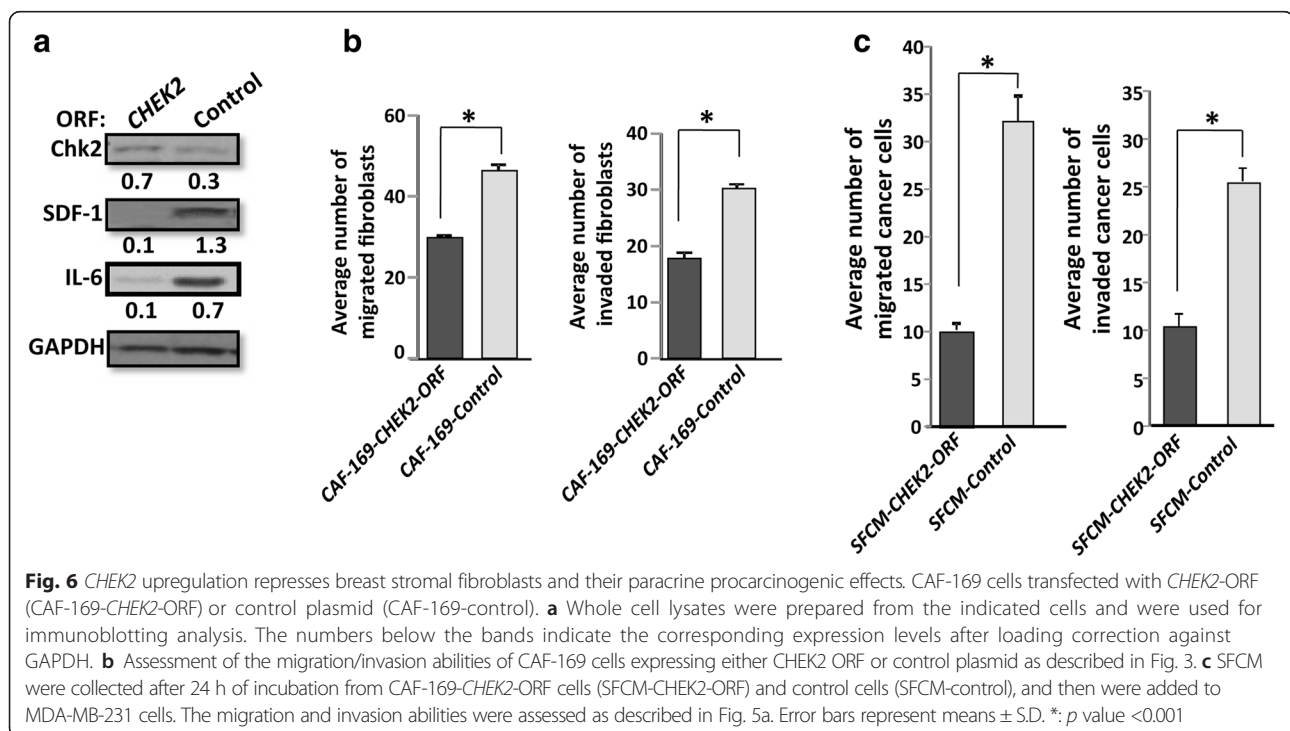 a
ORF: CHEK2 Control
Chk2
0.7 0.3
SDF-1
0.1 1.3
IL-6
0.1 0.7
GAPDH
b
Average number of
migrated fibroblasts
60
40
20
0
*
CAF-169-CHEK2-ORF
CAF-169-Control
Average number of
invaded fibroblasts
40
30
20
10
0
*
CAF-169-CHEK2-ORF
CAF-169-Control
c
Average number of
migrated cancer cells
40
35
30
25
20
15
10
5
0
*
SFCM-CHEK2-ORF
SFCM-Control
Average number of
invaded cancer cells
35
30
25
20
15
10
5
0
*
SFCM-CHEK2-ORF
SFCM-Control
Fig. 6 CHEK2 upregulation represses breast stromal fibroblasts and their paracrine procarcinogenic effects. CAF-169 cells transfected with CHEK2-ORF
(CAF-169-CHEK2-ORF) or control plasmid (CAF-169-control). a Whole cell lysates were prepared from the indicated cells and were used for
immunoblotting analysis. The numbers below the bands indicate the corresponding expression levels after loading correction against
GAPDH. b Assessment of the migration/invasion abilities of CAF-169 cells expressing either CHEK2 ORF or control plasmid as described in Fig. 3. c SFCM
were collected after 24 h of incubation from CAF-169-CHEK2-ORF cells (SFCM-CHEK2-ORF) and control cells (SFCM-control), and then were added to
MDA-MB-231 cells. The migration and invasion abilities were assessed as described in Fig. 5a. Error bars represent means ± S.D. *: p value <0.001